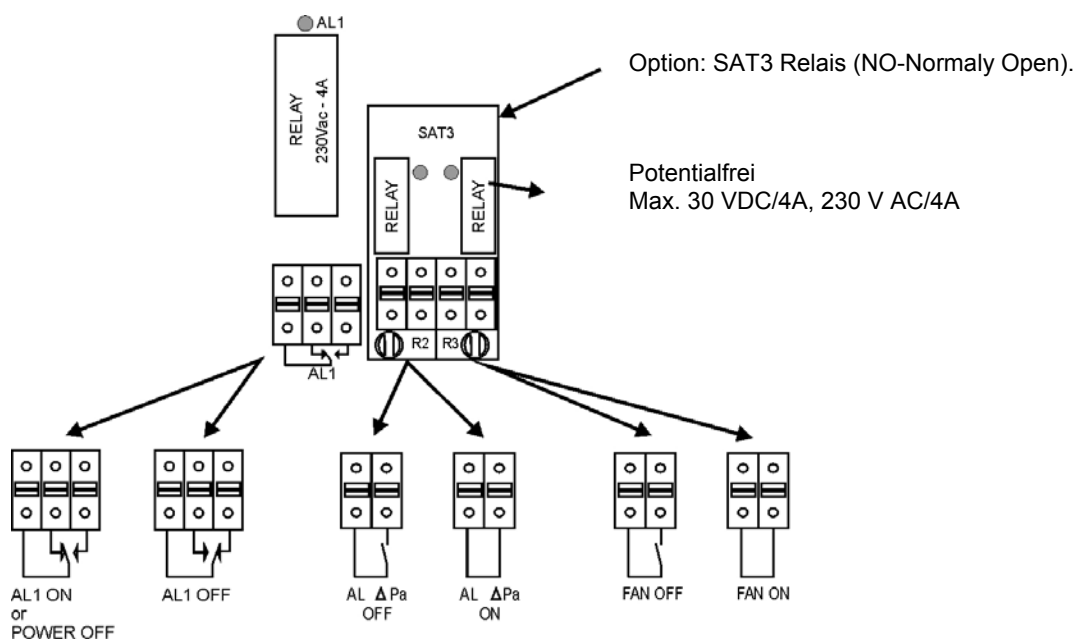 AL1
RELAY
230Vac - 4A
SAT3
RELAY
RELAY
R2
R3
AL1
Option: SAT3 Relais (NO-Normaly Open).
Potentialfrei
Max. 30 VDC/4A, 230 V AC/4A
AL1 ON
or
POWER OFF
AL1 OFF
AL Δ Pa
OFF
AL ΔPa
ON
FAN OFF
FAN ON